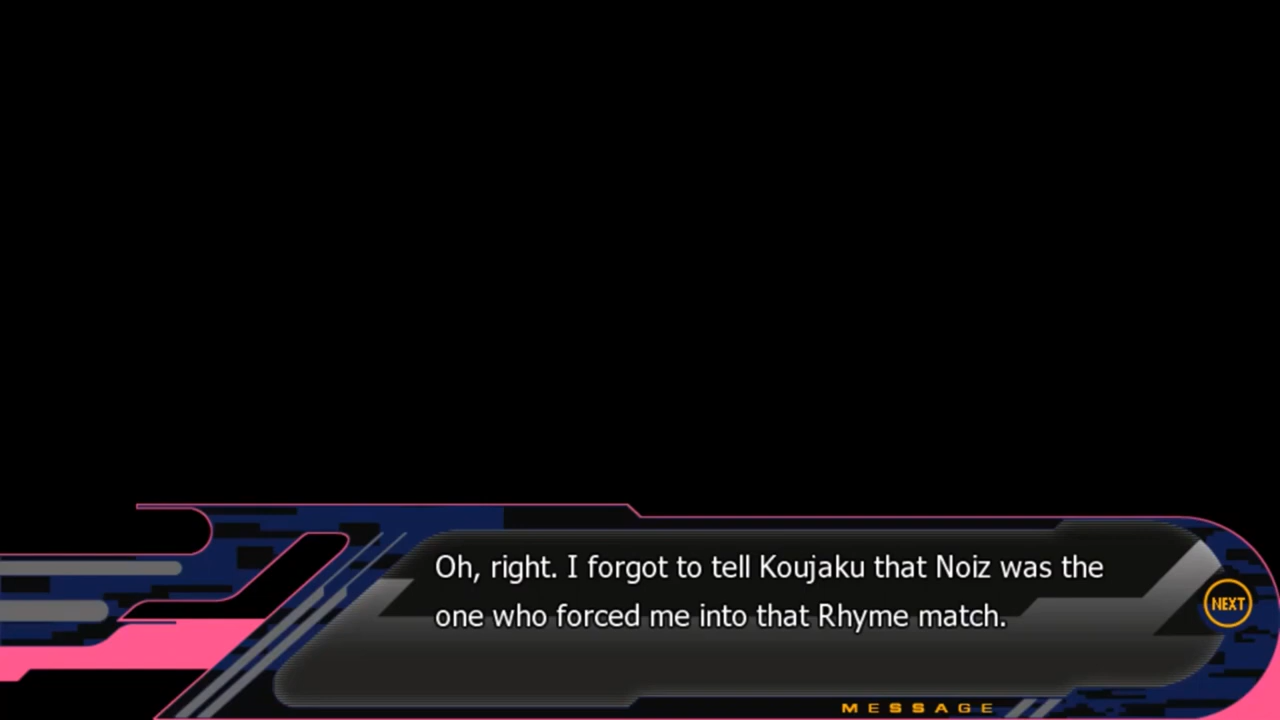 Oh, right. I forgot to tell Koujaku that Noiz was the
one who forced me into that Rhyme match.
NEXT
MESSAGE